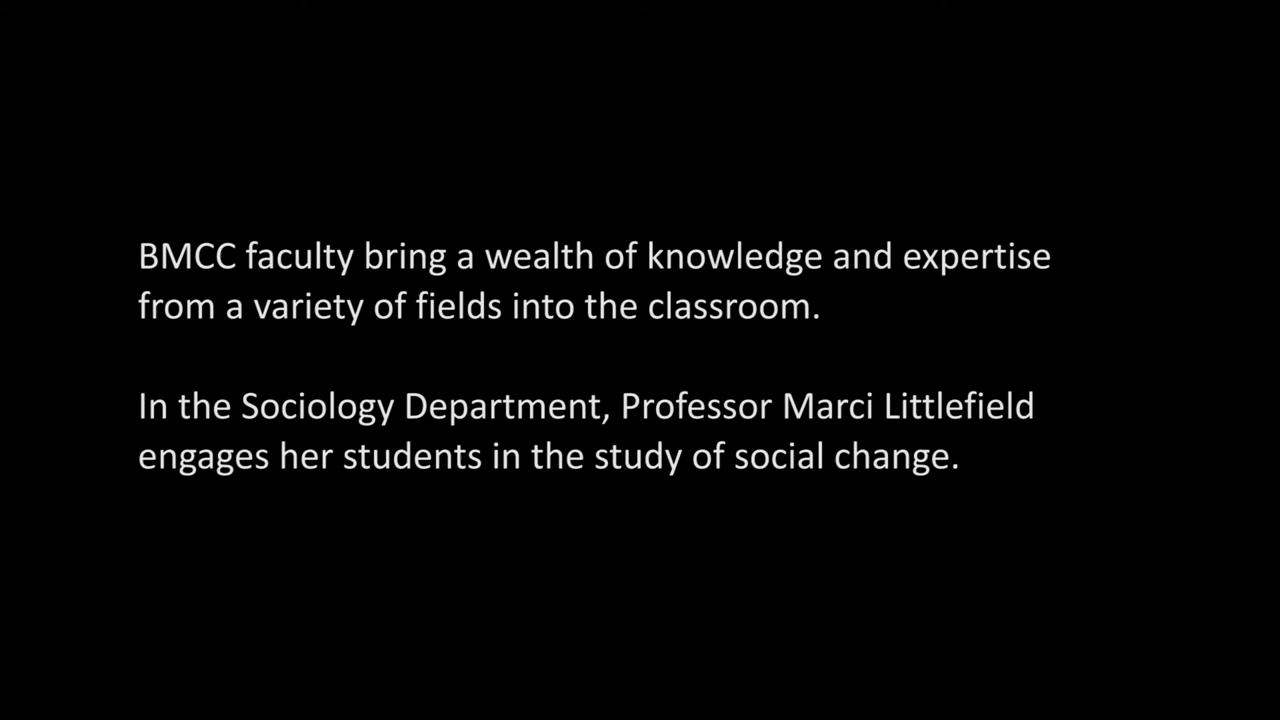 BMCC faculty bring a wealth of knowledge and expertise
from a variety of fields into the classroom.
In the Sociology Department, Professor Marci Littlefield
engages her students in the study of social change.